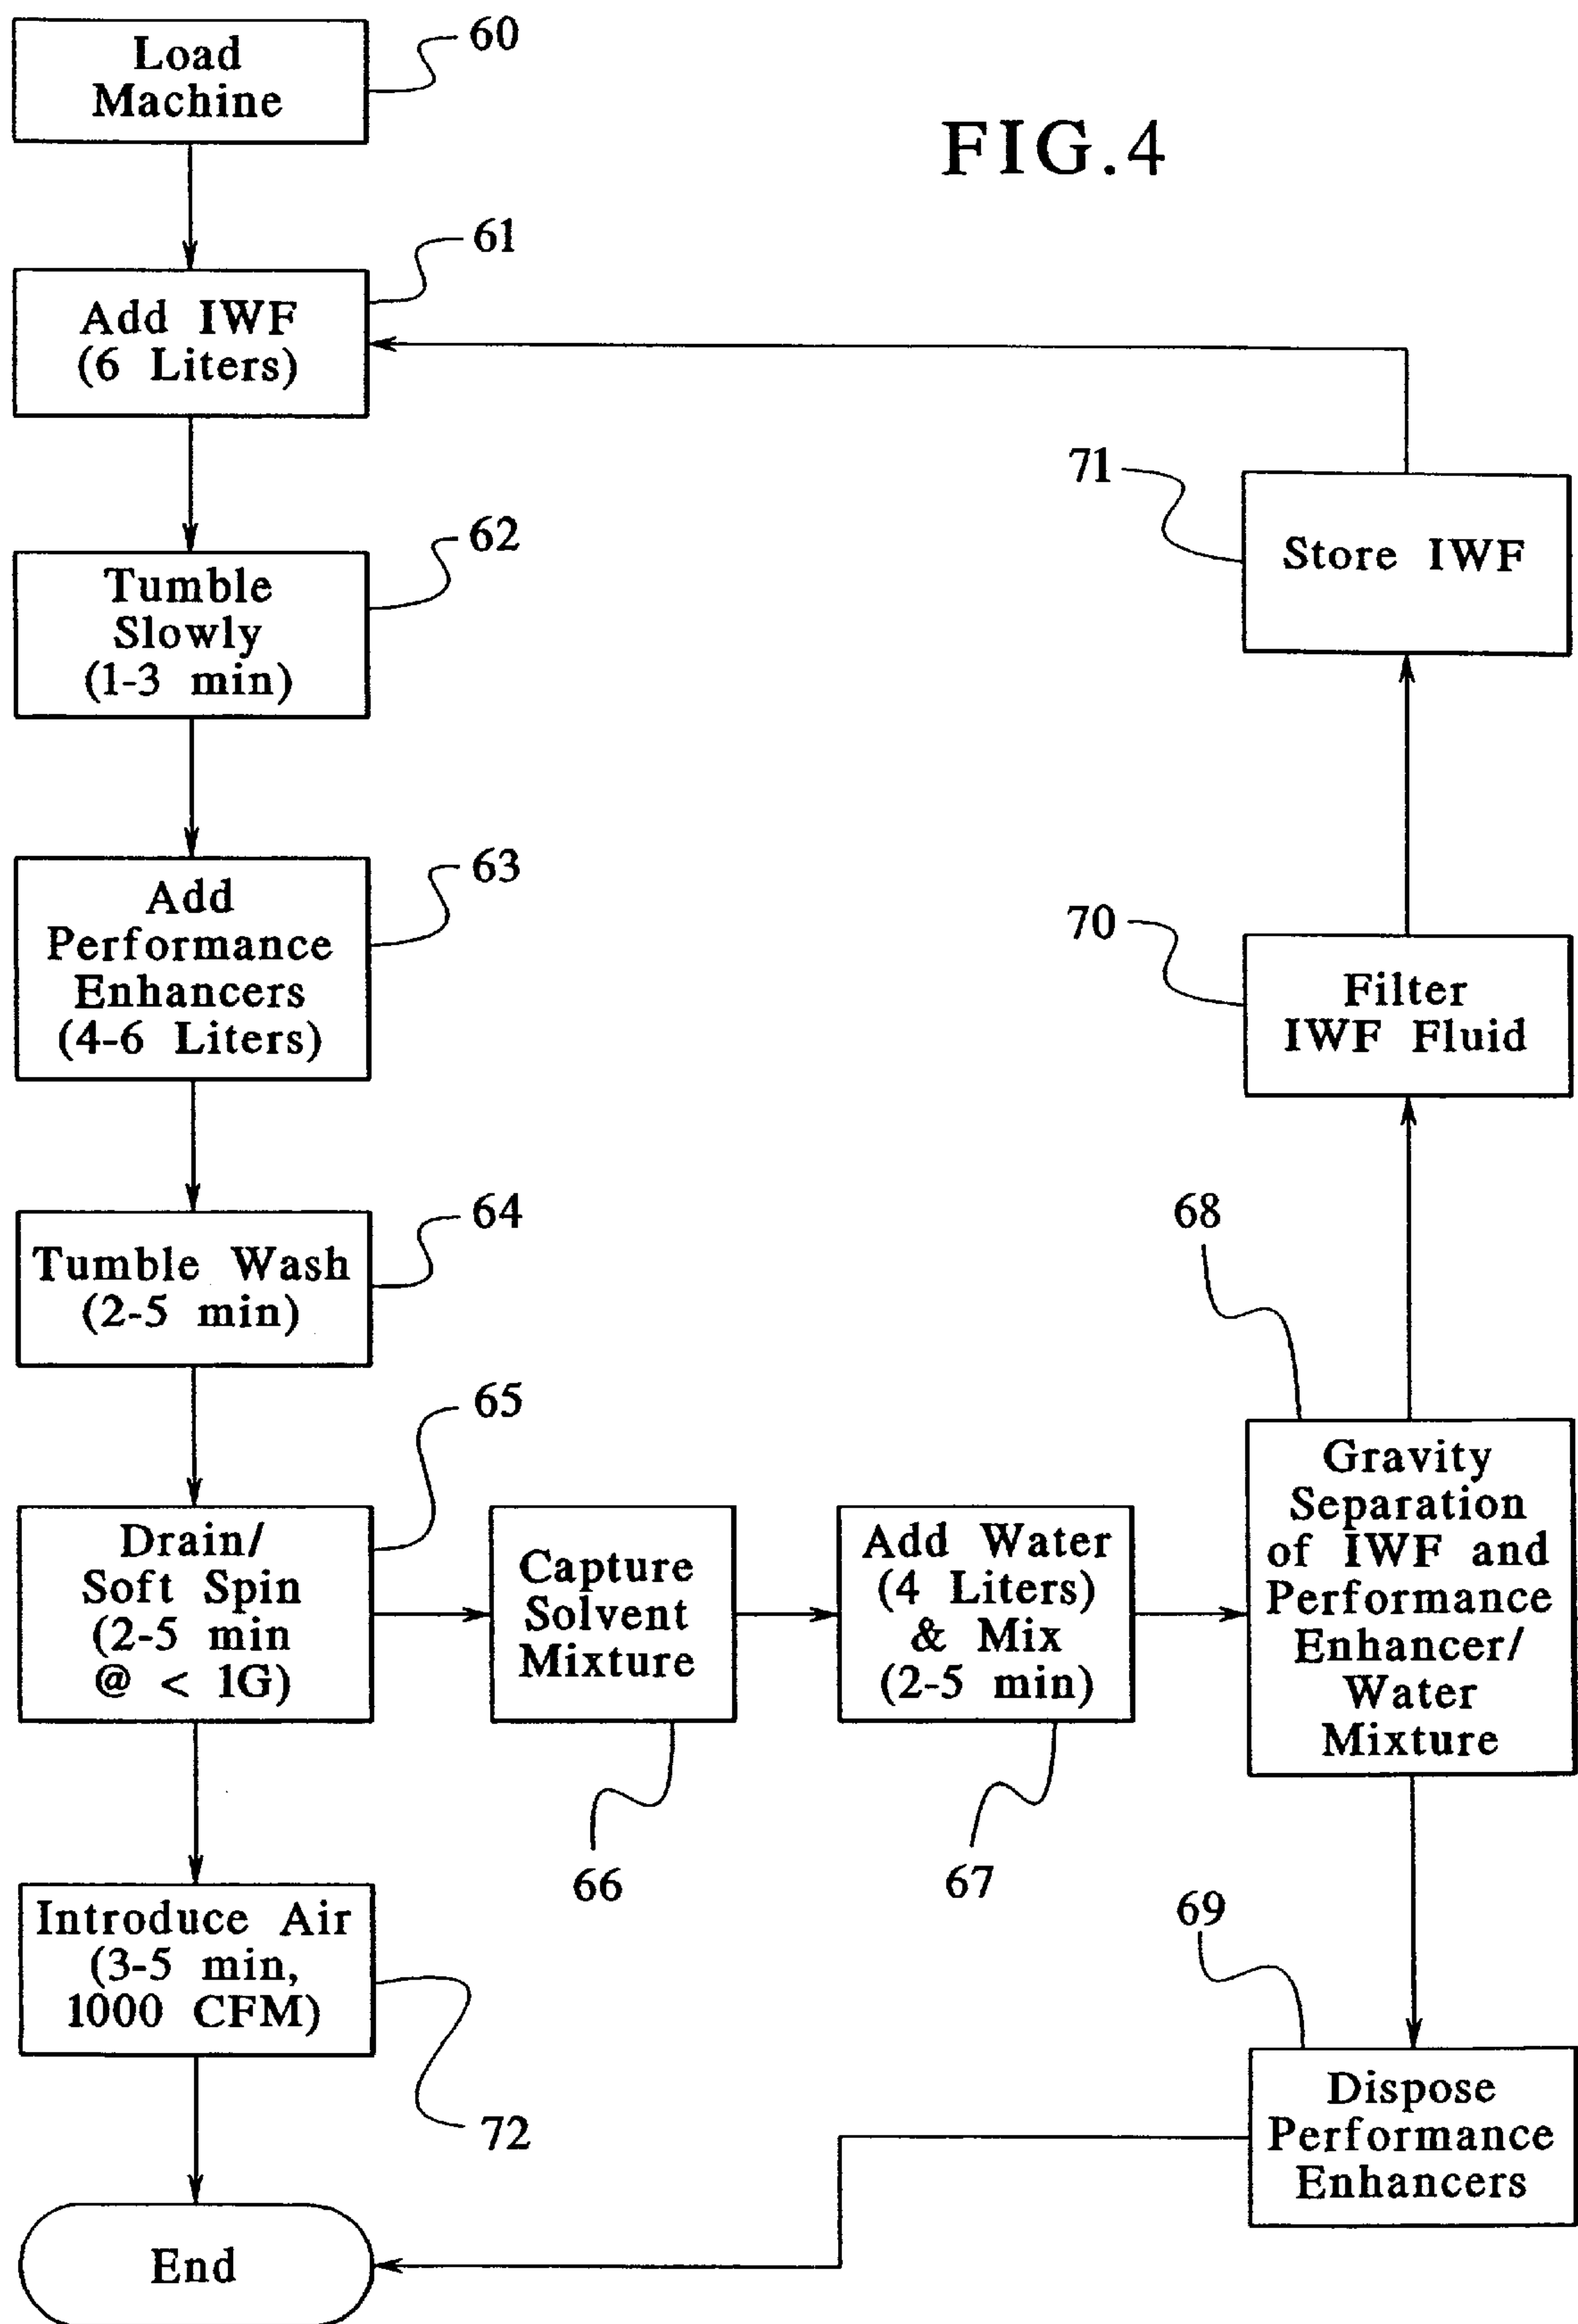 FIG.4
Load
Machine
60
Add IWF
(6 Liters)
61
Tumble
Slowly
(1-3 min)
62
Add
Performance
Enhancers
(4-6 Liters)
63
Tumble Wash
(2-5 min)
64
Drain/
Soft Spin
(2-5 min
@ < 1G)
65
Capture
Solvent
Mixture
66
Add Water
(4 Liters)
& Mix
(2-5 min)
67
Gravity
Separation
of IWF and
Performance
Enhancer/
Water
Mixture
68
Dispose
Performance
Enhancers
69
Filter
IWF Fluid
70
Store IWF
71
Introduce Air
(3-5 min,
1000 CFM)
72
End